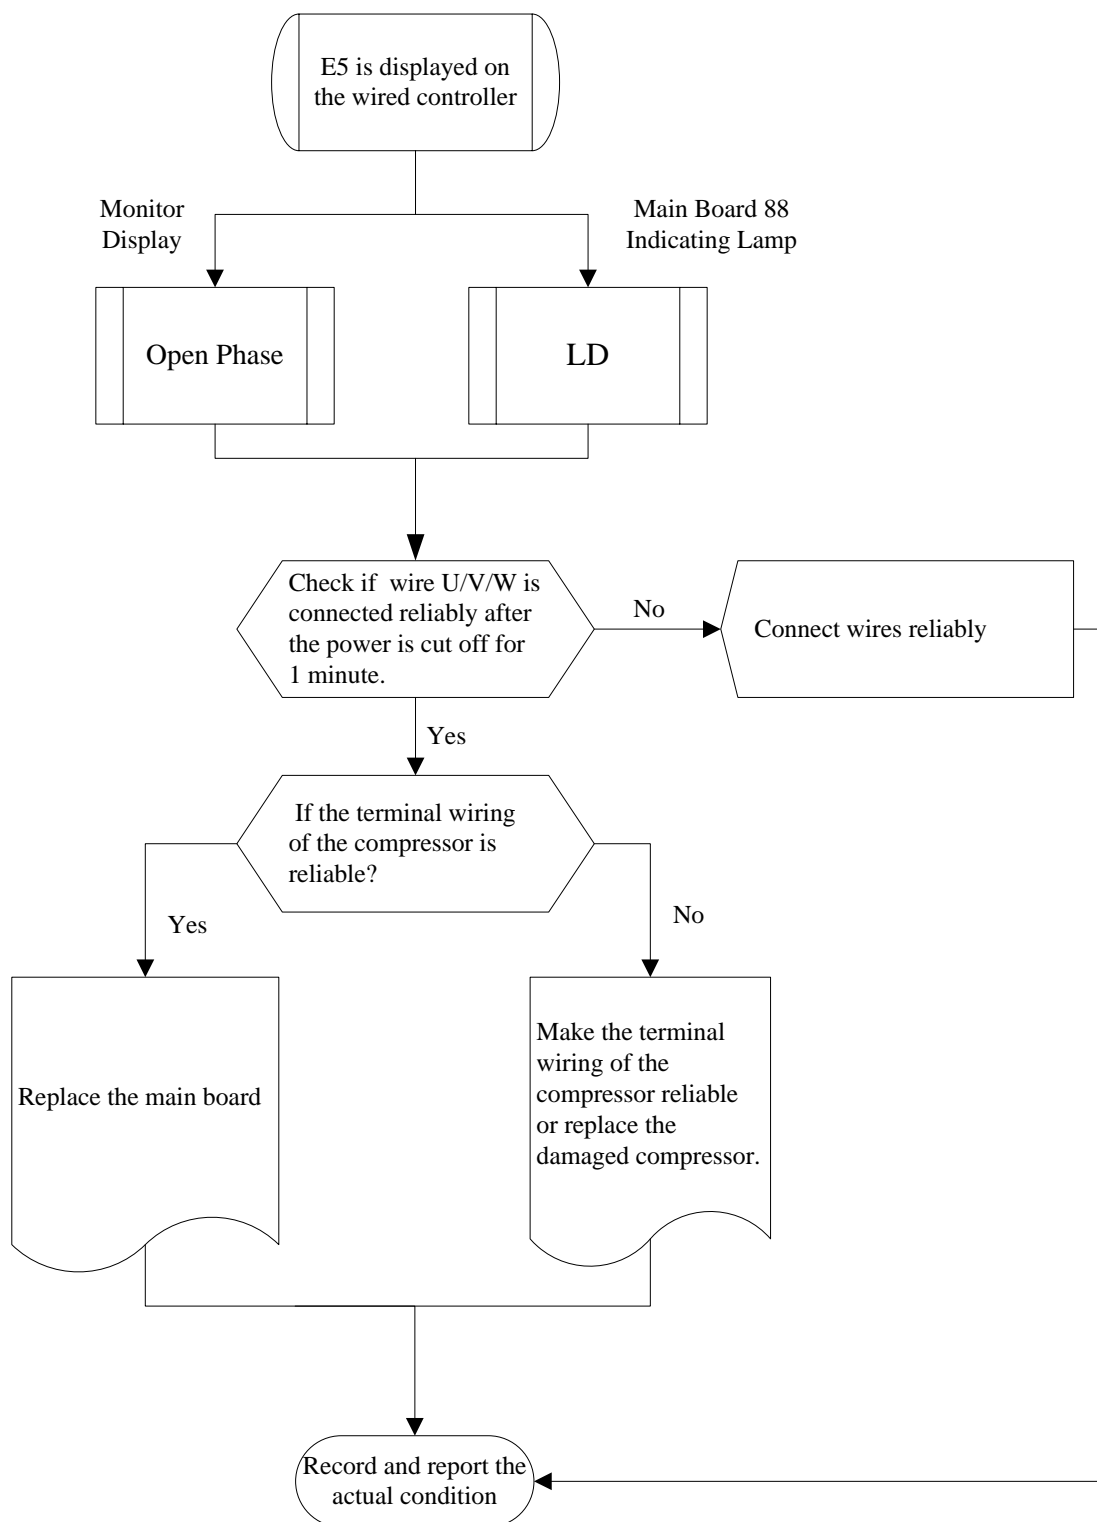 E5 is displayed on
the wired controller
Monitor
Display
Main Board 88
Indicating Lamp
Open Phase
LD
Check if  wire U/V/W is
connected reliably after
the power is cut off for
1 minute.
No
Connect wires reliably
Yes
If the terminal wiring
of the compressor is
reliable?
Yes
No
Replace the main board
Make the terminal
wiring of the
compressor reliable
or replace the
damaged compressor.
Record and report the
actual condition